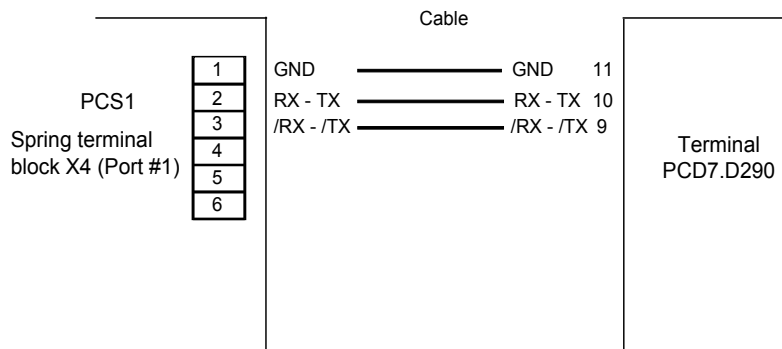 Cable
1 GND GND 11
PCS1 2 RX - TX RX - TX 10
3 /RX - /TX /RX - /TX 9
Spring terminal
block X4 (Port #1)
4
5
6
Terminal
PCD7.D290